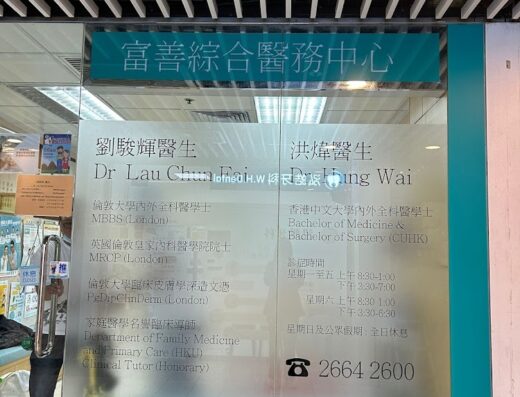 富善綜合醫務中心
劉駿輝醫生
Dr Lau Chun Fai
倫敦大學內外全科醫學士
MBBS (London)
英國倫敦皇家內科醫學院院士
MRCP (London)
倫敦大學臨床皮膚學深造文憑
PgDip ClinDerm (London)
家庭醫學名譽臨床導師
Department of Family Medicine
and Primary Care (HKU)
Clinical Tutor (Honorary)
洪煒醫生
Dr Hung Wai
香港中文大學內外全科醫學士
Bachelor of Medicine &
Bachelor of Surgery (CUHK)
診症時間
星期一至五 上午 8:30-1:00
下午 3:30-7:00
星期六 上午 8:30-1:00
下午 3:30-6:30
星期日及公眾假期 : 全日休息
☎ 2664 2600
推